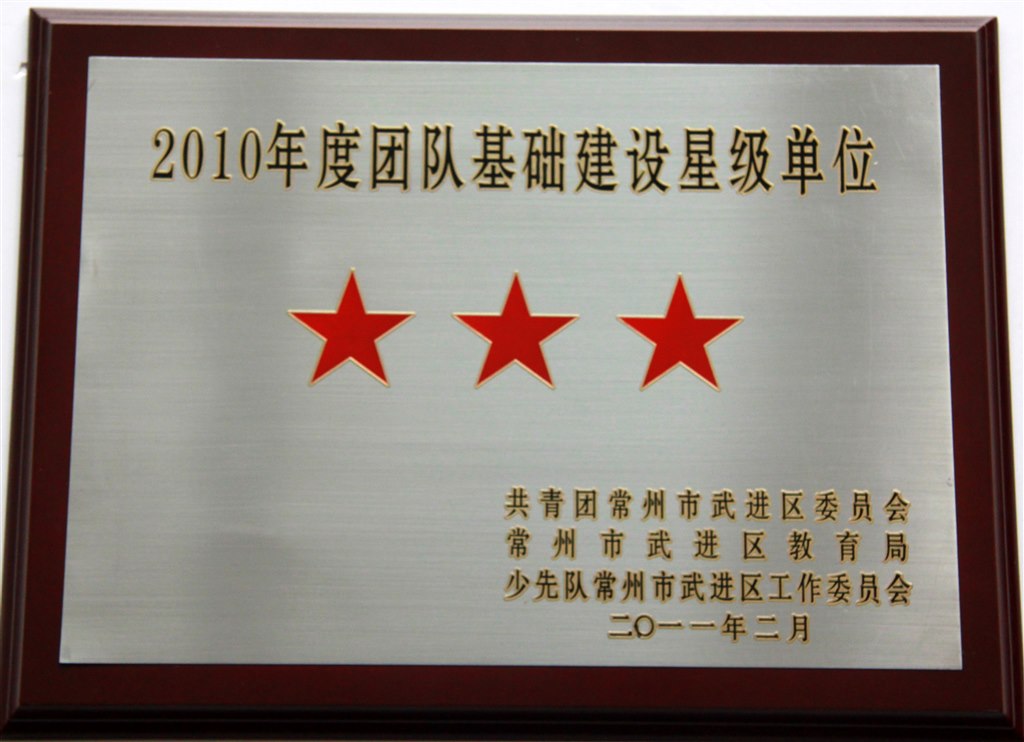 2010年度团队基础建设星级单位
共青团常州市武进区委员会
常州市武进区教育局
少先队常州市武进区工作委员会
二〇一一年二月